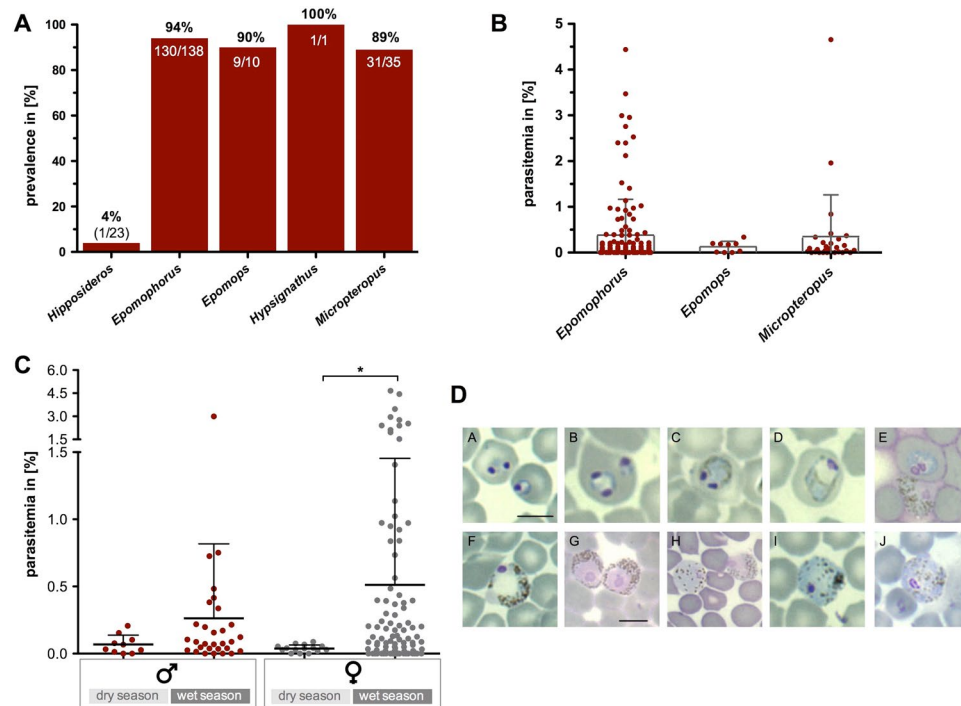 A
prevalence in [%]
100
80
60
40
20
0
4%
(1/23)
94%
130/138
90%
9/10
100%
1/1
89%
31/35
Hipposideros
Epomophorus
Epomops
Hypsignathus
Micropteropus
B
parasitemia in [%]
5
4
3
2
1
0
Epomophorus
Epomops
Micropteropus
C
parasitemia in [%]
6.0
4.5
3.0
1.5
1.5
1.0
0.5
0.0
*
♂ ♀
dry season wet season dry season wet season
D
A B C D E
F G H I J